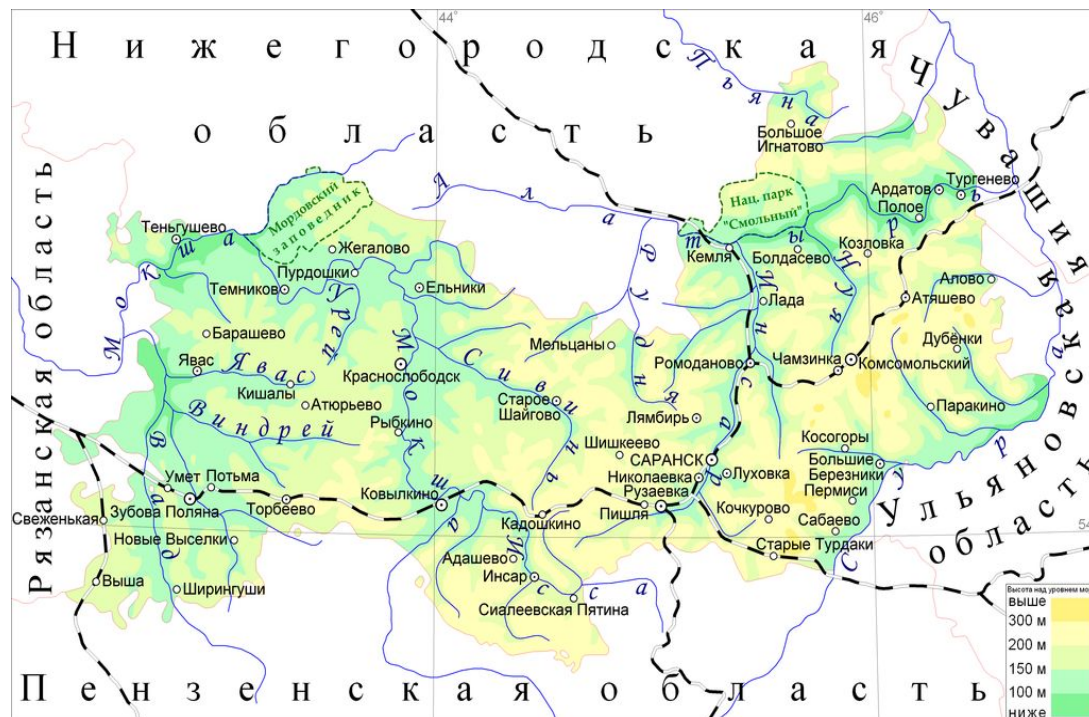 44°
46°
Нижегородская
область
Чувашия
Пьяна
Большое
Игнатово
Мордовский
заповедник
Алатырь
Нац. парк
"Смольный"
Ардатов
Тургенево
Полое
Теньгушево
Мокша
Жегалово
Пурдошки
Темников
Ельники
Урей
Рудня
Кемля
Болдасево
Козловка
Нуя
Инсар
Лада
Алово
Атяшево
Дубёнки
Барашево
Явас
Явас
Кишалы
Краснослободск
Мокша
Сивинь
Мельцаны
Ромоданово
Чамзинка
Комсомольский
Атюрьево
Виндрей
Рыбкино
Старое
Шайгово
Лямбирь
Паракино
Шишкеево
САРАНСК
Луховка
Косогоры
Большие
Березники
Сура
Вад
Умет
Потьма
Зубова Поляна
Торбеево
Ковылкино
Кадошкино
Николаевка
Рузаевка
Пишля
Кочкурово
Пермиси
Сабаево
Свеженькая
Новые Выселки
Выша
Ширингуши
Адашево
Инсар
Исса
Сиалеевская Пятина
Старые Турдаки
54
Рязанская область
Ульяновская
область
Пензенская область
Высота над уровнем мо
выше
300 м
200 м
150 м
100 м
ниже